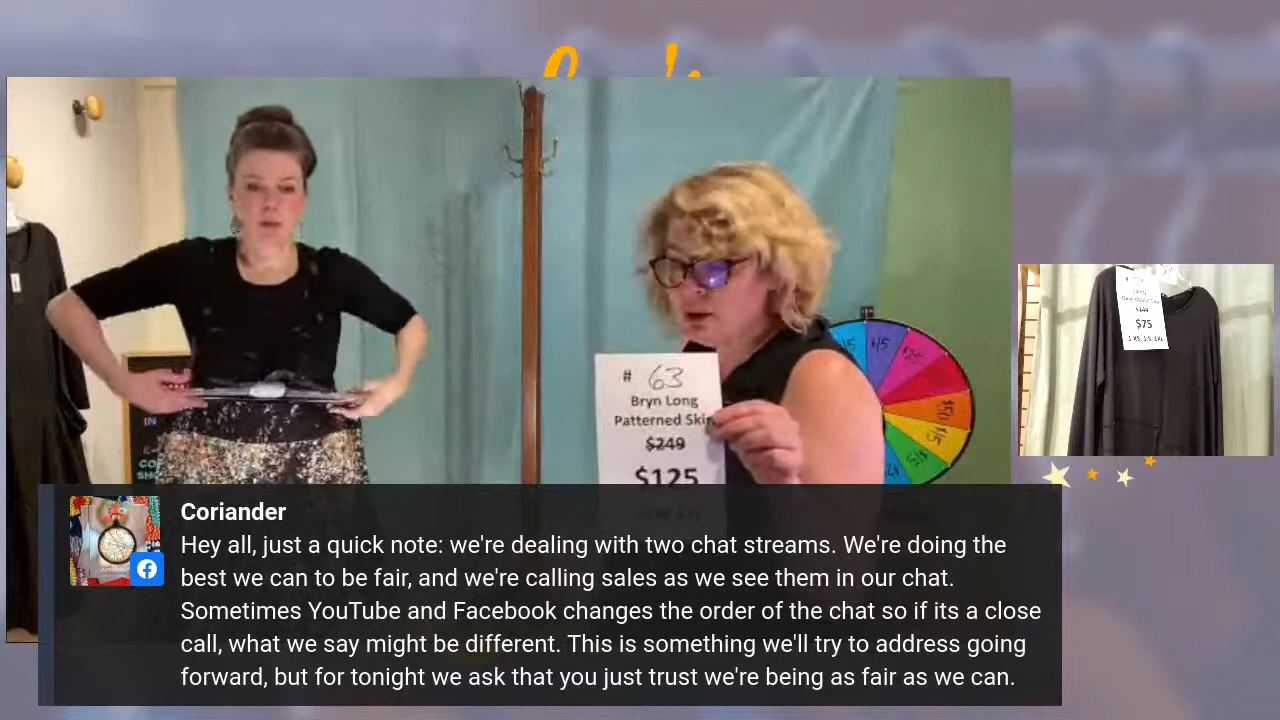 # 63
Bryn Long
Patterned Skir
$249
$125
$75
Coriander
Hey all, just a quick note: we're dealing with two chat streams. We're doing the
best we can to be fair, and we're calling sales as we see them in our chat.
Sometimes YouTube and Facebook changes the order of the chat so if its a close
call, what we say might be different. This is something we'll try to address going
forward, but for tonight we ask that you just trust we're being as fair as we can.